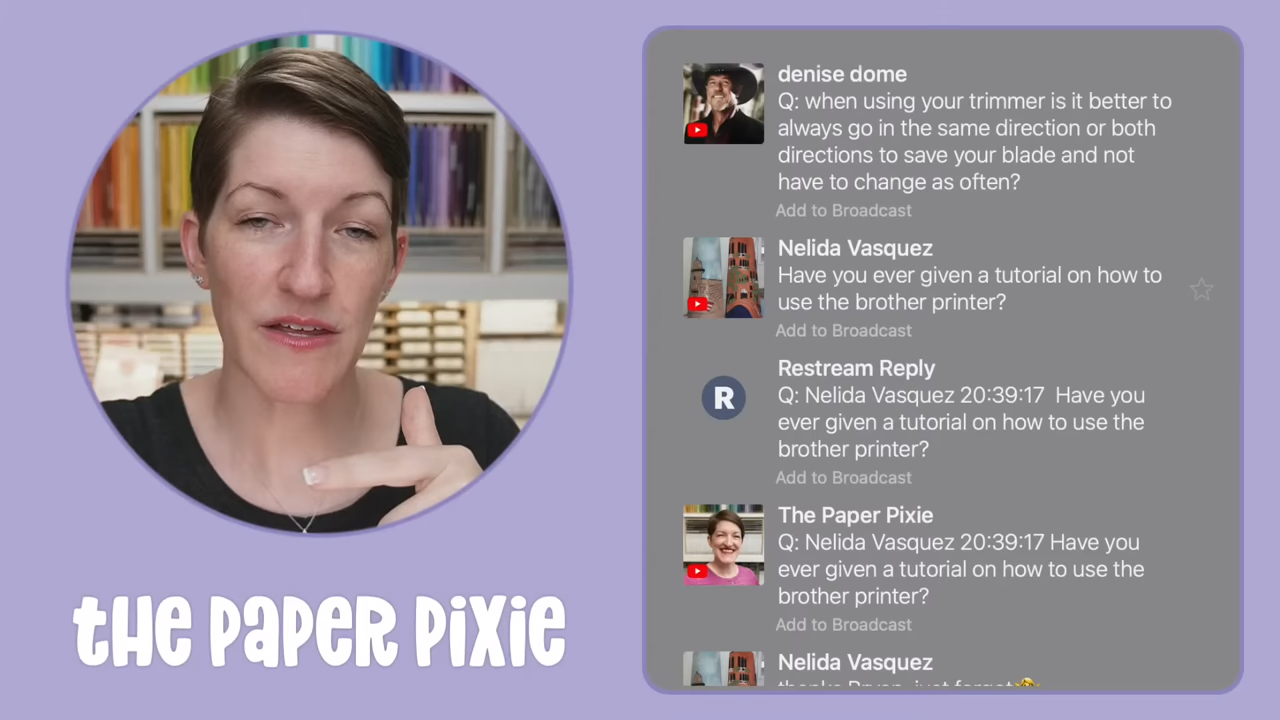 denise dome
Q: when using your trimmer is it better to
always go in the same direction or both
directions to save your blade and not
have to change as often?
Add to Broadcast
Nelida Vasquez
Have you ever given a tutorial on how to
use the brother printer?
Add to Broadcast
Restream Reply
R
Q: Nelida Vasquez 20:39:17 Have you
ever given a tutorial on how to use the
brother printer?
Add to Broadcast
The Paper Pixie
Q: Nelida Vasquez 20:39:17 Have you
ever given a tutorial on how to use the
brother printer?
Add to Broadcast
Nelida Vasquez
the paper pixie